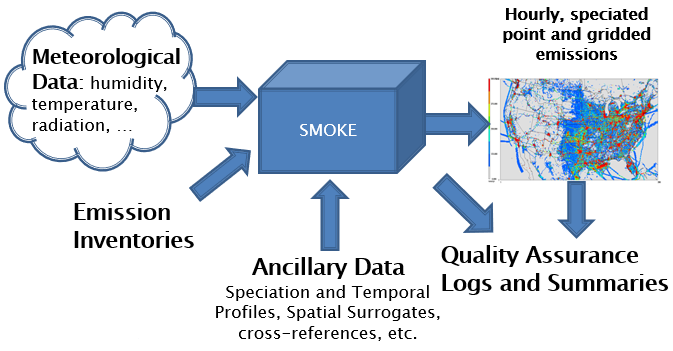 Meteorological
Data: humidity,
temperature,
radiation, ...
SMOKE
Hourly, speciated
point and gridded
emissions
Emission
Inventories
Ancillary Data
Speciation and Temporal
Profiles, Spatial Surrogates,
cross-references, etc.
Quality Assurance
Logs and Summaries